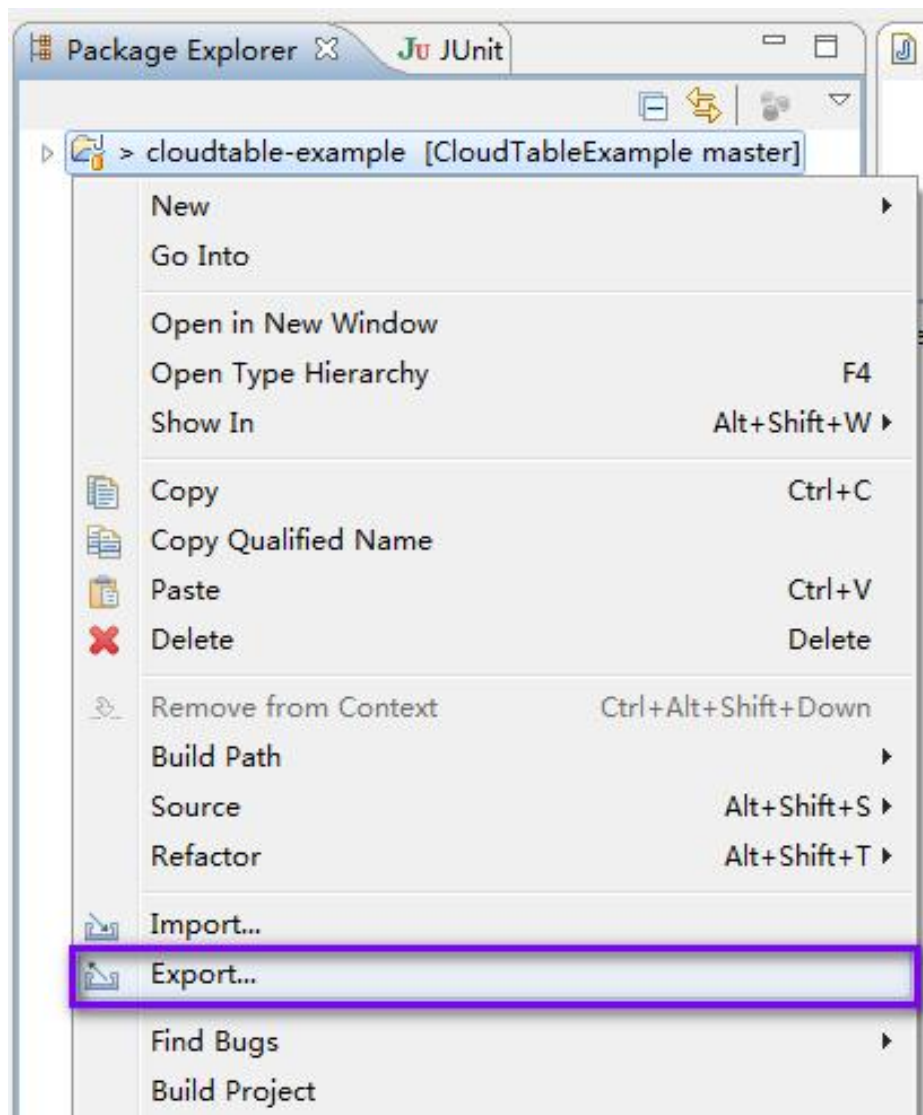 Package Explorer JUnit
> cloudtable-example [CloudTableExample master]
New
Go Into
Open in New Window
Open Type Hierarchy F4
Show In Alt+Shift+W
Copy Ctrl+C
Copy Qualified Name
Paste Ctrl+V
Delete Delete
Remove from Context Ctrl+Alt+Shift+Down
Build Path
Source Alt+Shift+S
Refactor Alt+Shift+T
Import...
Export...
Find Bugs
Build Project